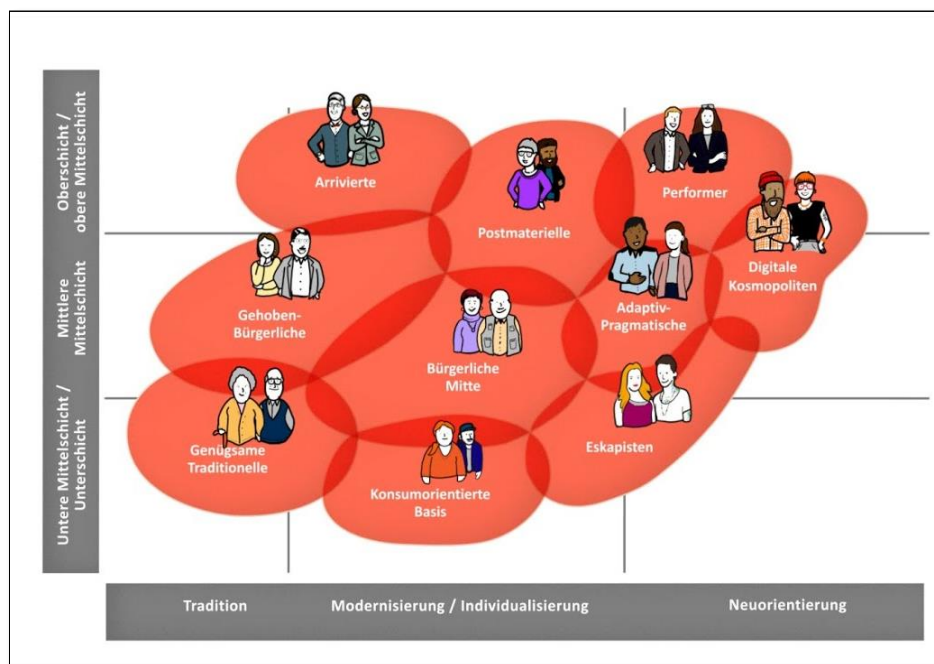 Oberschicht /
obere Mittelschicht
Mittlere
Mittelschicht
Untere Mittelschicht /
Unterschicht
Arrivierte
Postmaterielle
Performer
Digitale
Kosmopoliten
Gehoben-
Bürgerliche
Adaptiv-
Pragmatische
Bürgerliche
Mitte
Genügsame
Traditionelle
Eskapisten
Konsumorientierte
Basis
Tradition
Modernisierung / Individualisierung
Neuorientierung